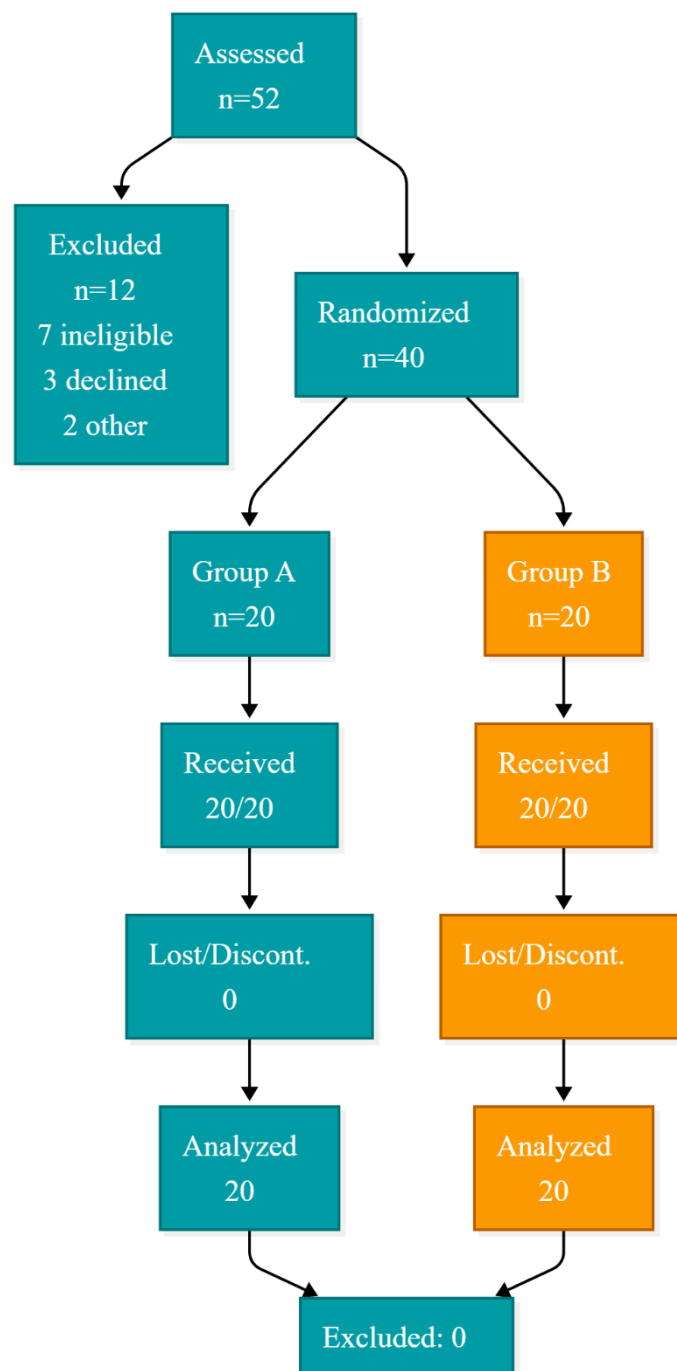 Assessed
n=52
Excluded
n=12
7 ineligible
3 declined
2 other
Randomized
n=40
Group A
n=20
Group B
n=20
Received
20/20
Received
20/20
Lost/Discont.
0
Lost/Discont.
0
Analyzed
20
Analyzed
20
Excluded: 0